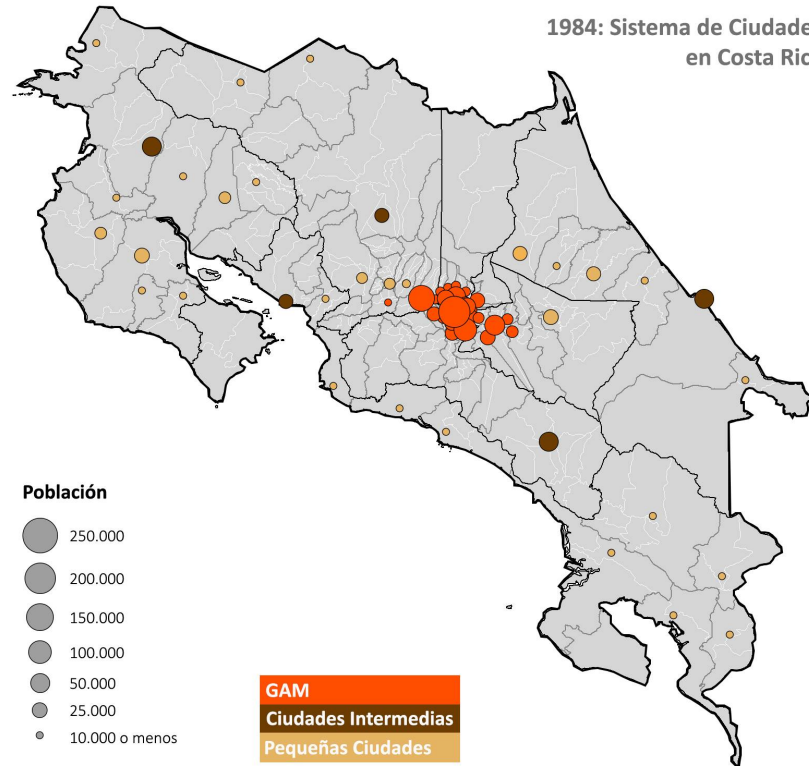 1984: Sistema de Ciudade
en Costa Ric
Población
250.000
200.000
150.000
100.000
50.000
25.000
10.000 o menos
GAM
Ciudades Intermedias
Pequeñas Ciudades